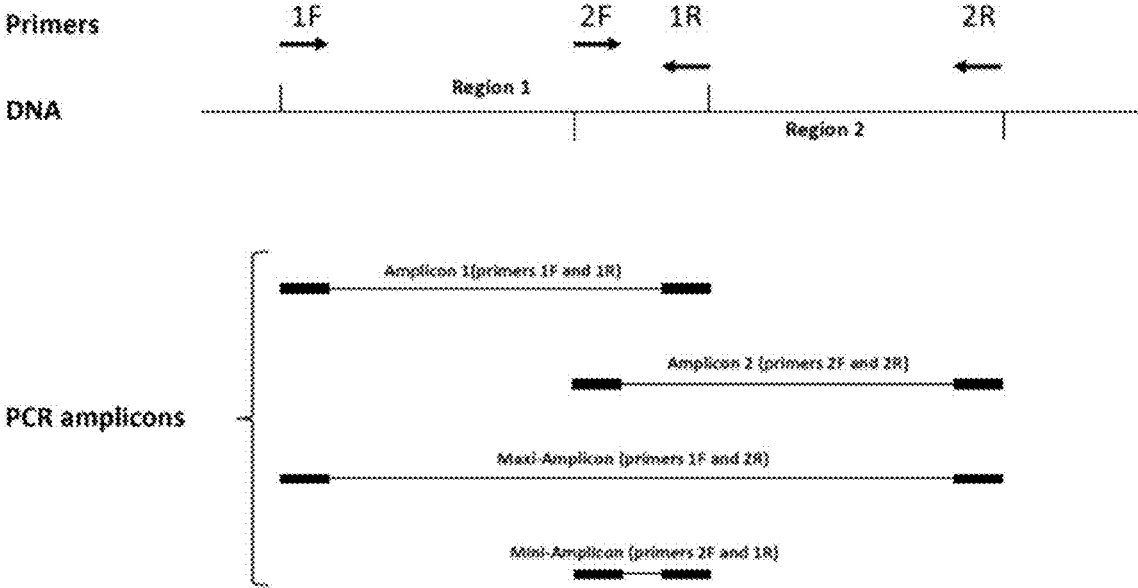 Primers 1F 2F 1R 2R
Region 1
DNA
Region 2
Amplicon 1(primers 1F and 1R)
Amplicon 2 (primers 2F and 2R)
PCR amplicons
Maxi-Amplicon (primers 1F and 2R)
Mini-Amplicon (primers 2F and 1R)